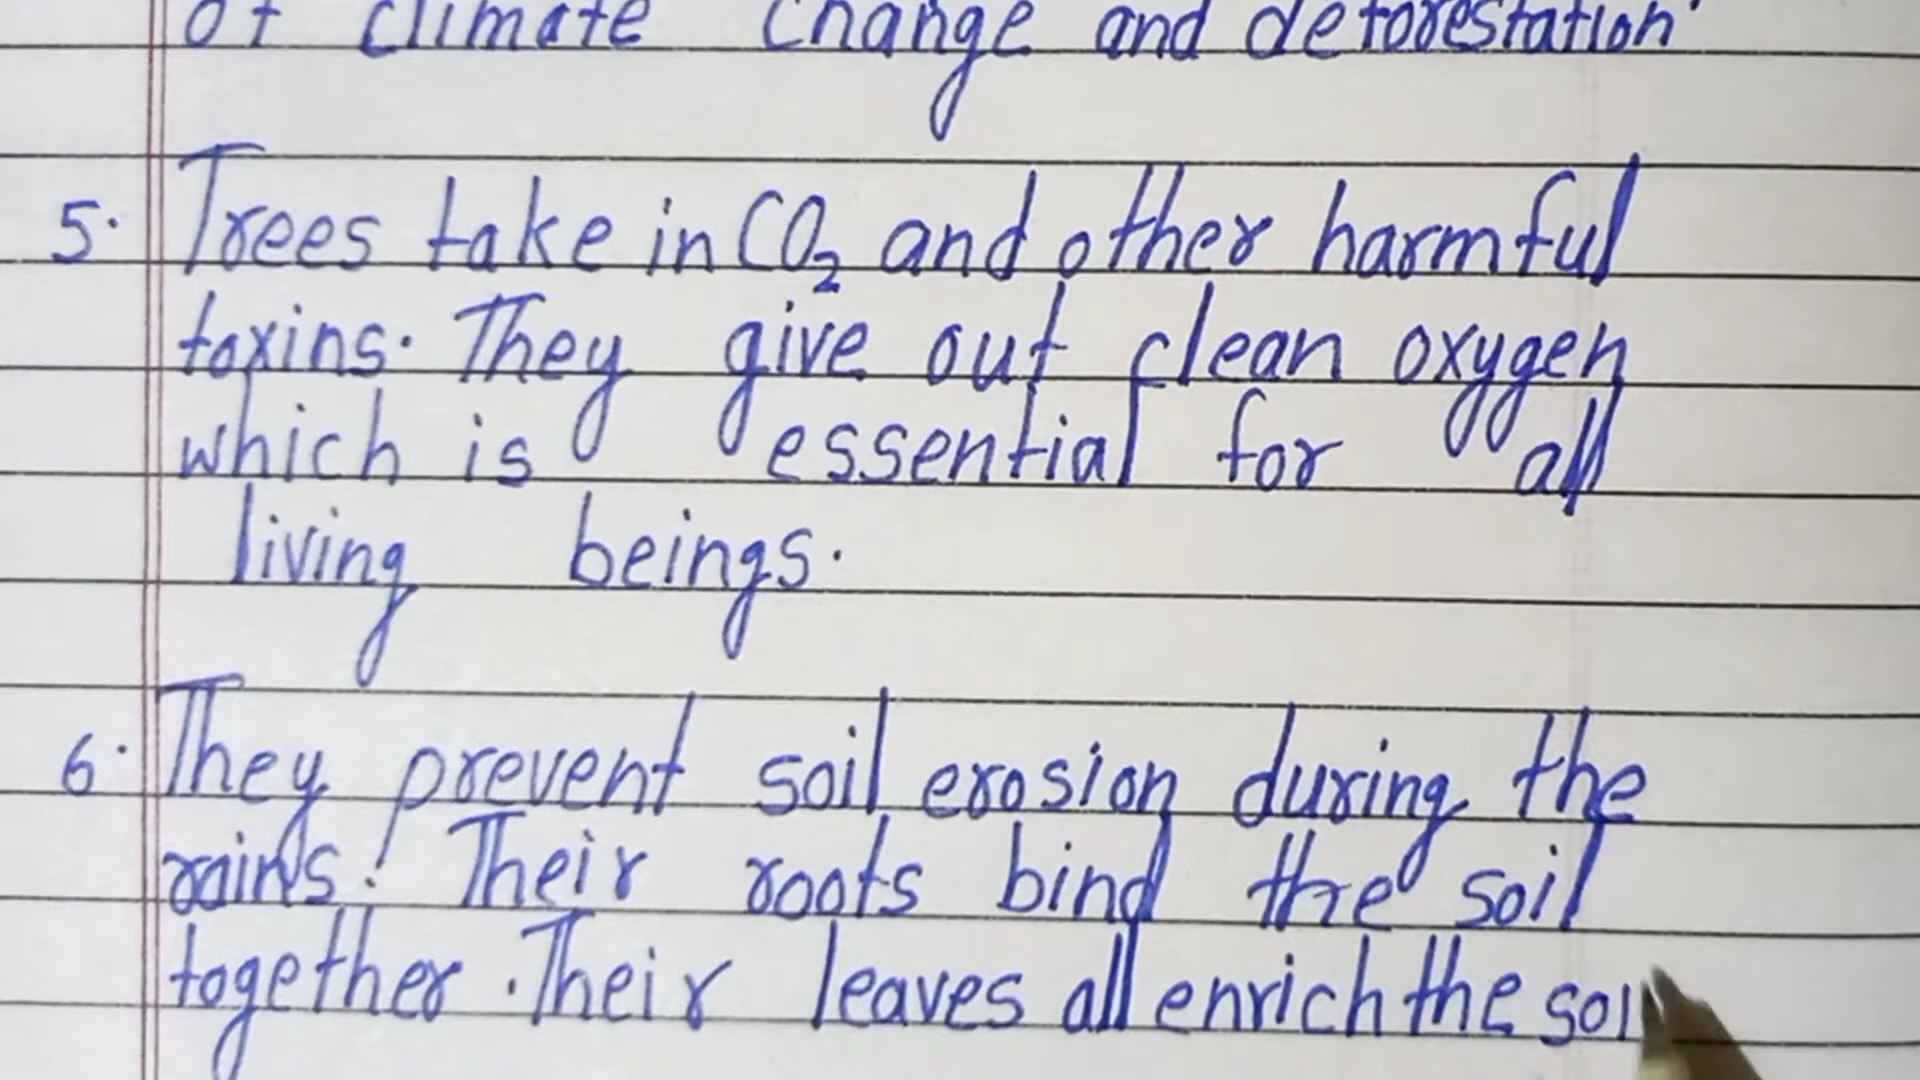 of climate change and deforestation.
5. Trees take in CO₂ and other harmful
toxins. They give out clean oxygen
which is essential for all
living beings.
6. They prevent soil erosion during the
rains. Their roots bind the soil
together. Their leaves all enrich the soi